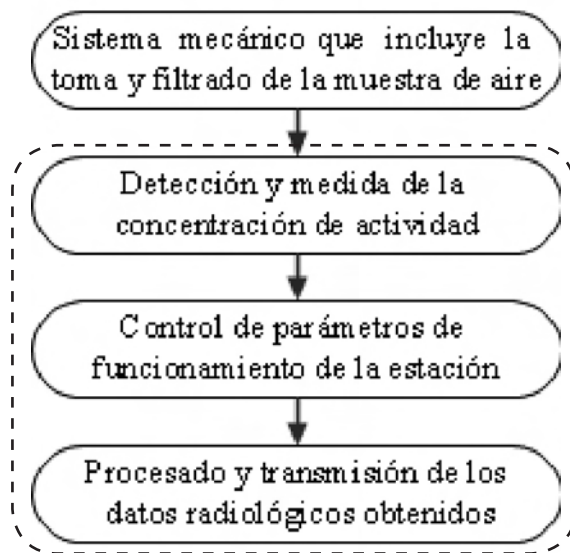 Sistema mecánico que incluye la
toma y filtrado de la muestra de aire
Detección y medida de la
concentración de actividad
Control de parámetros de
funcionamiento de la estación
Procesado y transmisión de los
datos radiológicos obtenidos